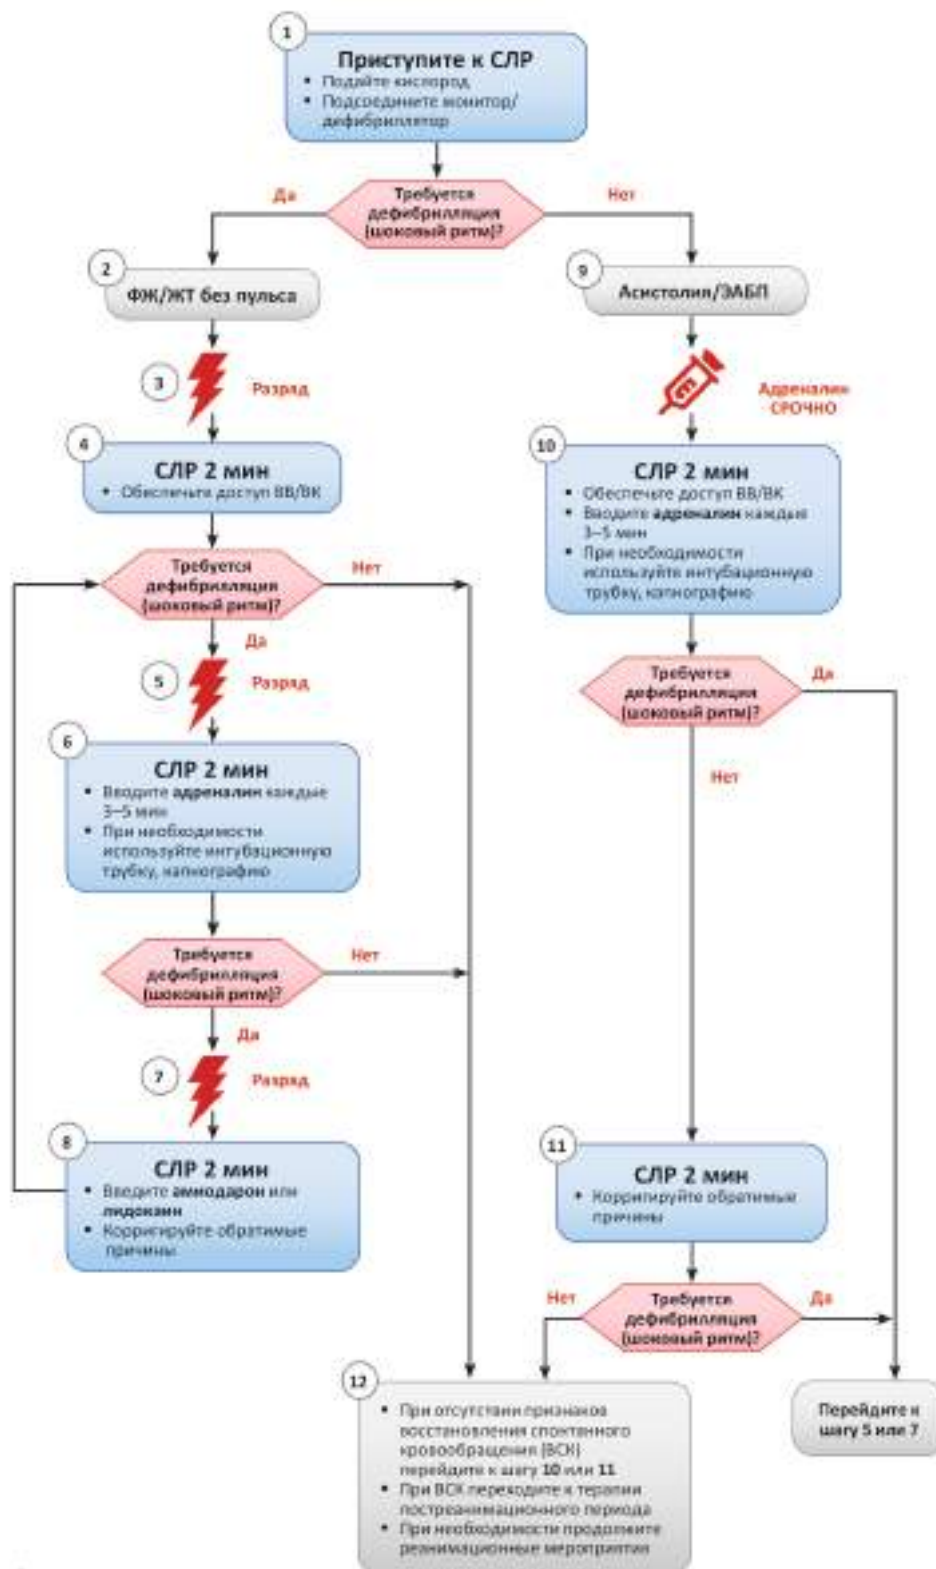 1
Приступите к СЛР
• Подайте кислород
• Подсоедините монитор/
дефибриллятор
Требуется
дефибрилляция
(шоковый ритм)?
Да
Нет
2
ФЖ/ЖТ без пульса
9
Асистолия/ЭАБП
3
Разряд
Адреналин
СРОЧНО
4
СЛР 2 мин
• Обеспечьте доступ ВВ/ВК
10
СЛР 2 мин
• Обеспечьте доступ ВВ/ВК
• Вводите адреналин каждые
3–5 мин
• При необходимости
используйте интубационную
трубку, капнографию
Требуется
дефибрилляция
(шоковый ритм)?
Нет
Да
5
Разряд
Требуется
дефибрилляция
(шоковый ритм)?
Да
Нет
6
СЛР 2 мин
• Вводите адреналин каждые
3–5 мин
• При необходимости
используйте интубационную
трубку, капнографию
Требуется
дефибрилляция
(шоковый ритм)?
Нет
Да
7
Разряд
8
СЛР 2 мин
• Введите амиодарон или
лидокаин
• Корригируйте обратимые
причины
11
СЛР 2 мин
• Корригируйте обратимые
причины
Требуется
дефибрилляция
(шоковый ритм)?
Нет
Да
12
• При отсутствии признаков
восстановления спонтанного
кровообращения (ВСК)
перейдите к шагу 10 или 11
• При ВСК переходите к терапии
постреанимационного периода
• При необходимости продолжите
реанимационные мероприятия
Перейдите к
шагу 5 или 7